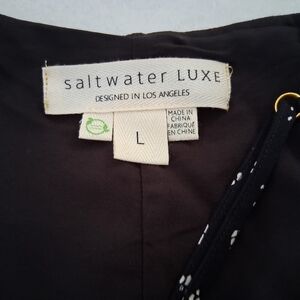 saltwater LUXE
DESIGNED IN LOS ANGELES
L
MADE IN
CHINA
FABRIQUÉ
EN CHINE